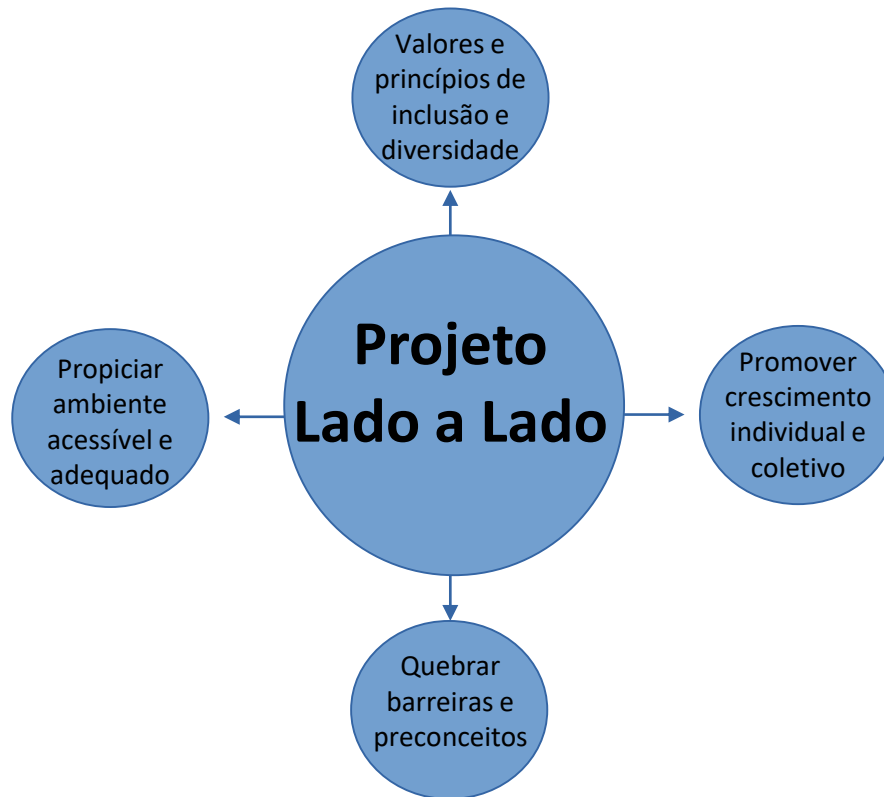 Valores e
princípios de
inclusão e
diversidade
Projeto
Lado a Lado
Propiciar
ambiente
acessível e
adequado
Promover
crescimento
individual e
coletivo
Quebrar
barreiras e
preconceitos